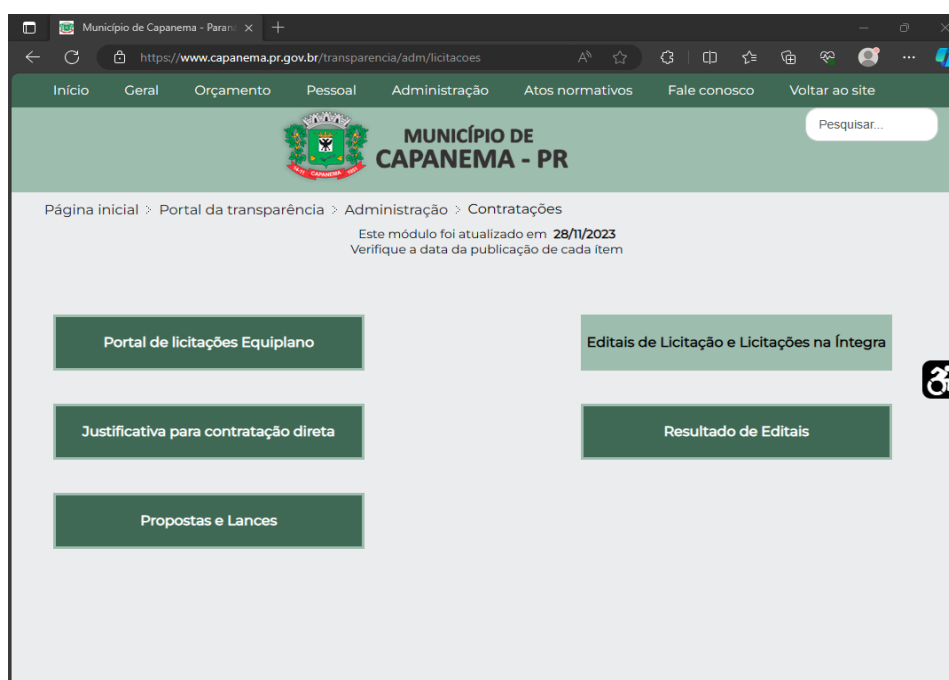 Município de Capanema - Paran
https://www.capanema.pr.gov.br/transparencia/adm/licitacoes
Início Geral Orçamento Pessoal Administração Atos normativos Fale conosco Voltar ao site
Pesquisar...
MUNICÍPIO DE
CAPANEMA - PR
CAPANEMA
Página inicial > Portal da transparência > Administração > Contratações
Este módulo foi atualizado em 28/11/2023
Verifique a data da publicação de cada ítem
Portal de licitações Equiplano
Editais de Licitação e Licitações na Íntegra
Justificativa para contratação direta
Resultado de Editais
Propostas e Lances